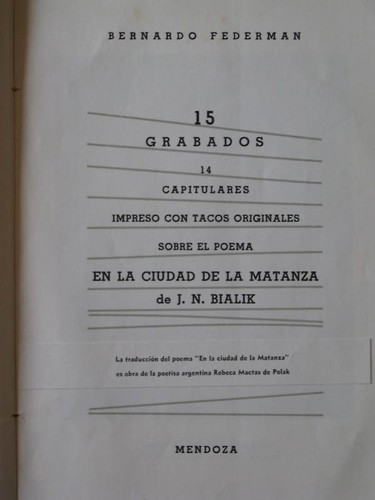 BERNARDO FEDERMAN
15
GRABADOS
14
CAPITULARES
IMPRESO CON TACOS ORIGINALES
SOBRE EL POEMA
EN LA CIUDAD DE LA MATANZA
de J. N. BIALIK
La traducción del poema "En la ciudad de la Matanza"
es obra de la poetisa argentina Rebeca Mactas de Polak
MENDOZA